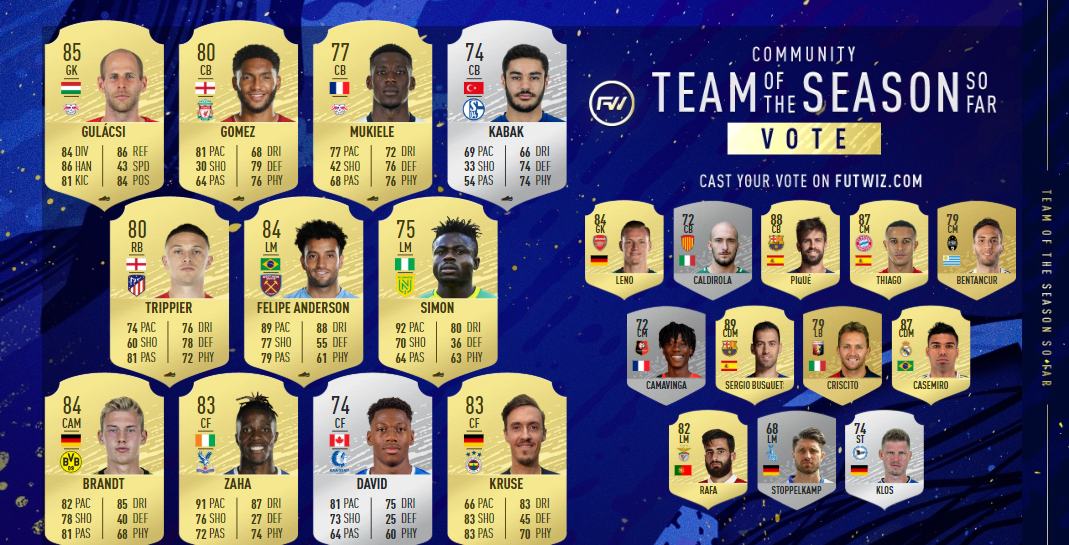 85
GK
GULÁCSI
84 DIV 86 REF
86 HAN 43 SPD
81 KIC 84 POS
80
CB
GOMEZ
81 PAC 68 DRI
30 SHO 79 DEF
64 PAS 76 PHY
77
CB
MUKIELE
77 PAC 72 DRI
42 SHO 76 DEF
68 PAS 76 PHY
74
CB
KABAK
69 PAC 66 DRI
33 SHO 74 DEF
54 PAS 74 PHY
80
RB
TRIPPIER
74 PAC 76 DRI
60 SHO 78 DEF
81 PAS 72 PHY
84
LM
FELIPE ANDERSON
89 PAC 88 DRI
77 SHO 55 DEF
79 PAS 61 PHY
75
LM
SIMON
92 PAC 80 DRI
70 SHO 36 DEF
64 PAS 63 PHY
84
CAM
BVB
09
BRANDT
82 PAC 85 DRI
78 SHO 40 DEF
81 PAS 68 PHY
83
CF
ZAHA
91 PAC 87 DRI
76 SHO 27 DEF
72 PAS 74 PHY
74
CF
DAVID
81 PAC 75 DRI
73 SHO 25 DEF
64 PAS 60 PHY
83
CF
KRUSE
66 PAC 83 DRI
83 SHO 45 DEF
83 PAS 70 PHY
FW
COMMUNITY
TEAM OF THE SEASON SO FAR
VOTE
CAST YOUR VOTE ON FUTWIZ.COM
84
GK
LENO
72
CB
CALDIROLA
88
CB
PIQUÉ
87
CM
THIAGO
79
CM
BENTANCUR
72
CM
CAMAVINGA
89
CDM
SERGIO BUSQUET
79
LB
CRISCITO
87
CDM
CASEMIRO
82
LM
RAFA
68
LM
STOPPELKAMP
74
ST
KLOS
TEAM OF THE SEASON SO FAR